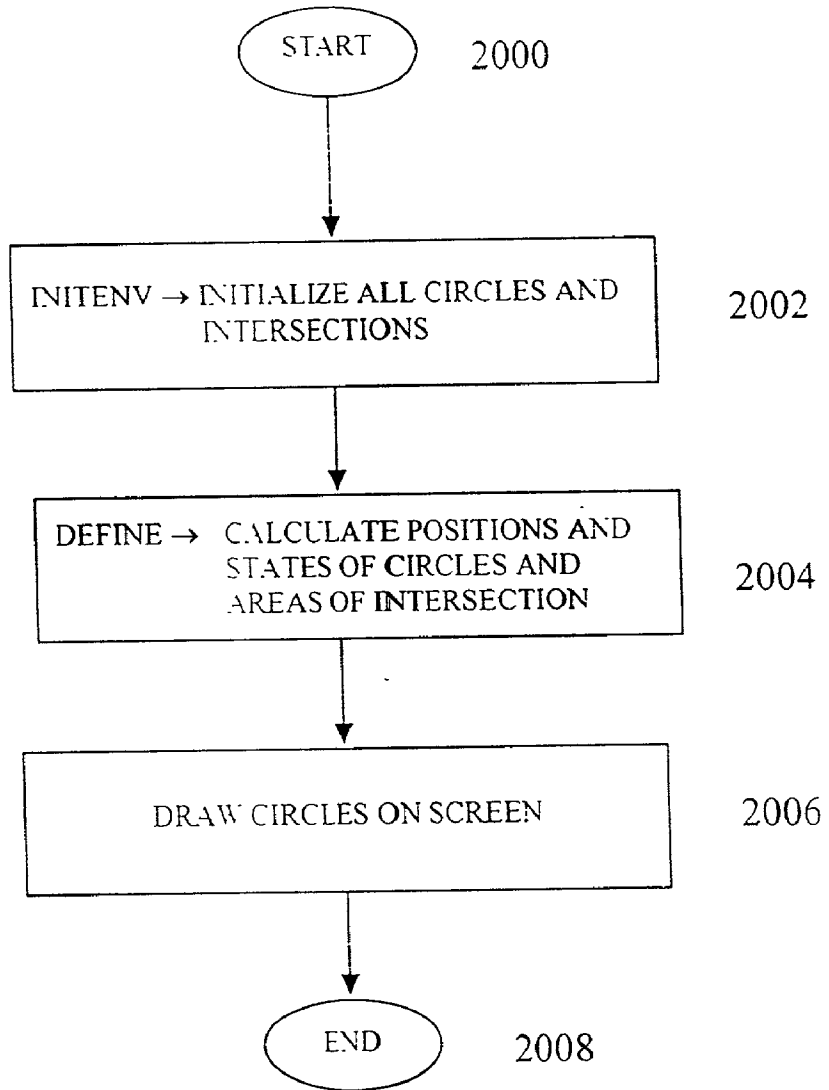 START 2000
INITENV → INITIALIZE ALL CIRCLES AND
INTERSECTIONS
2002
DEFINE → CALCULATE POSITIONS AND
STATES OF CIRCLES AND
AREAS OF INTERSECTION
2004
DRAW CIRCLES ON SCREEN 2006
END 2008